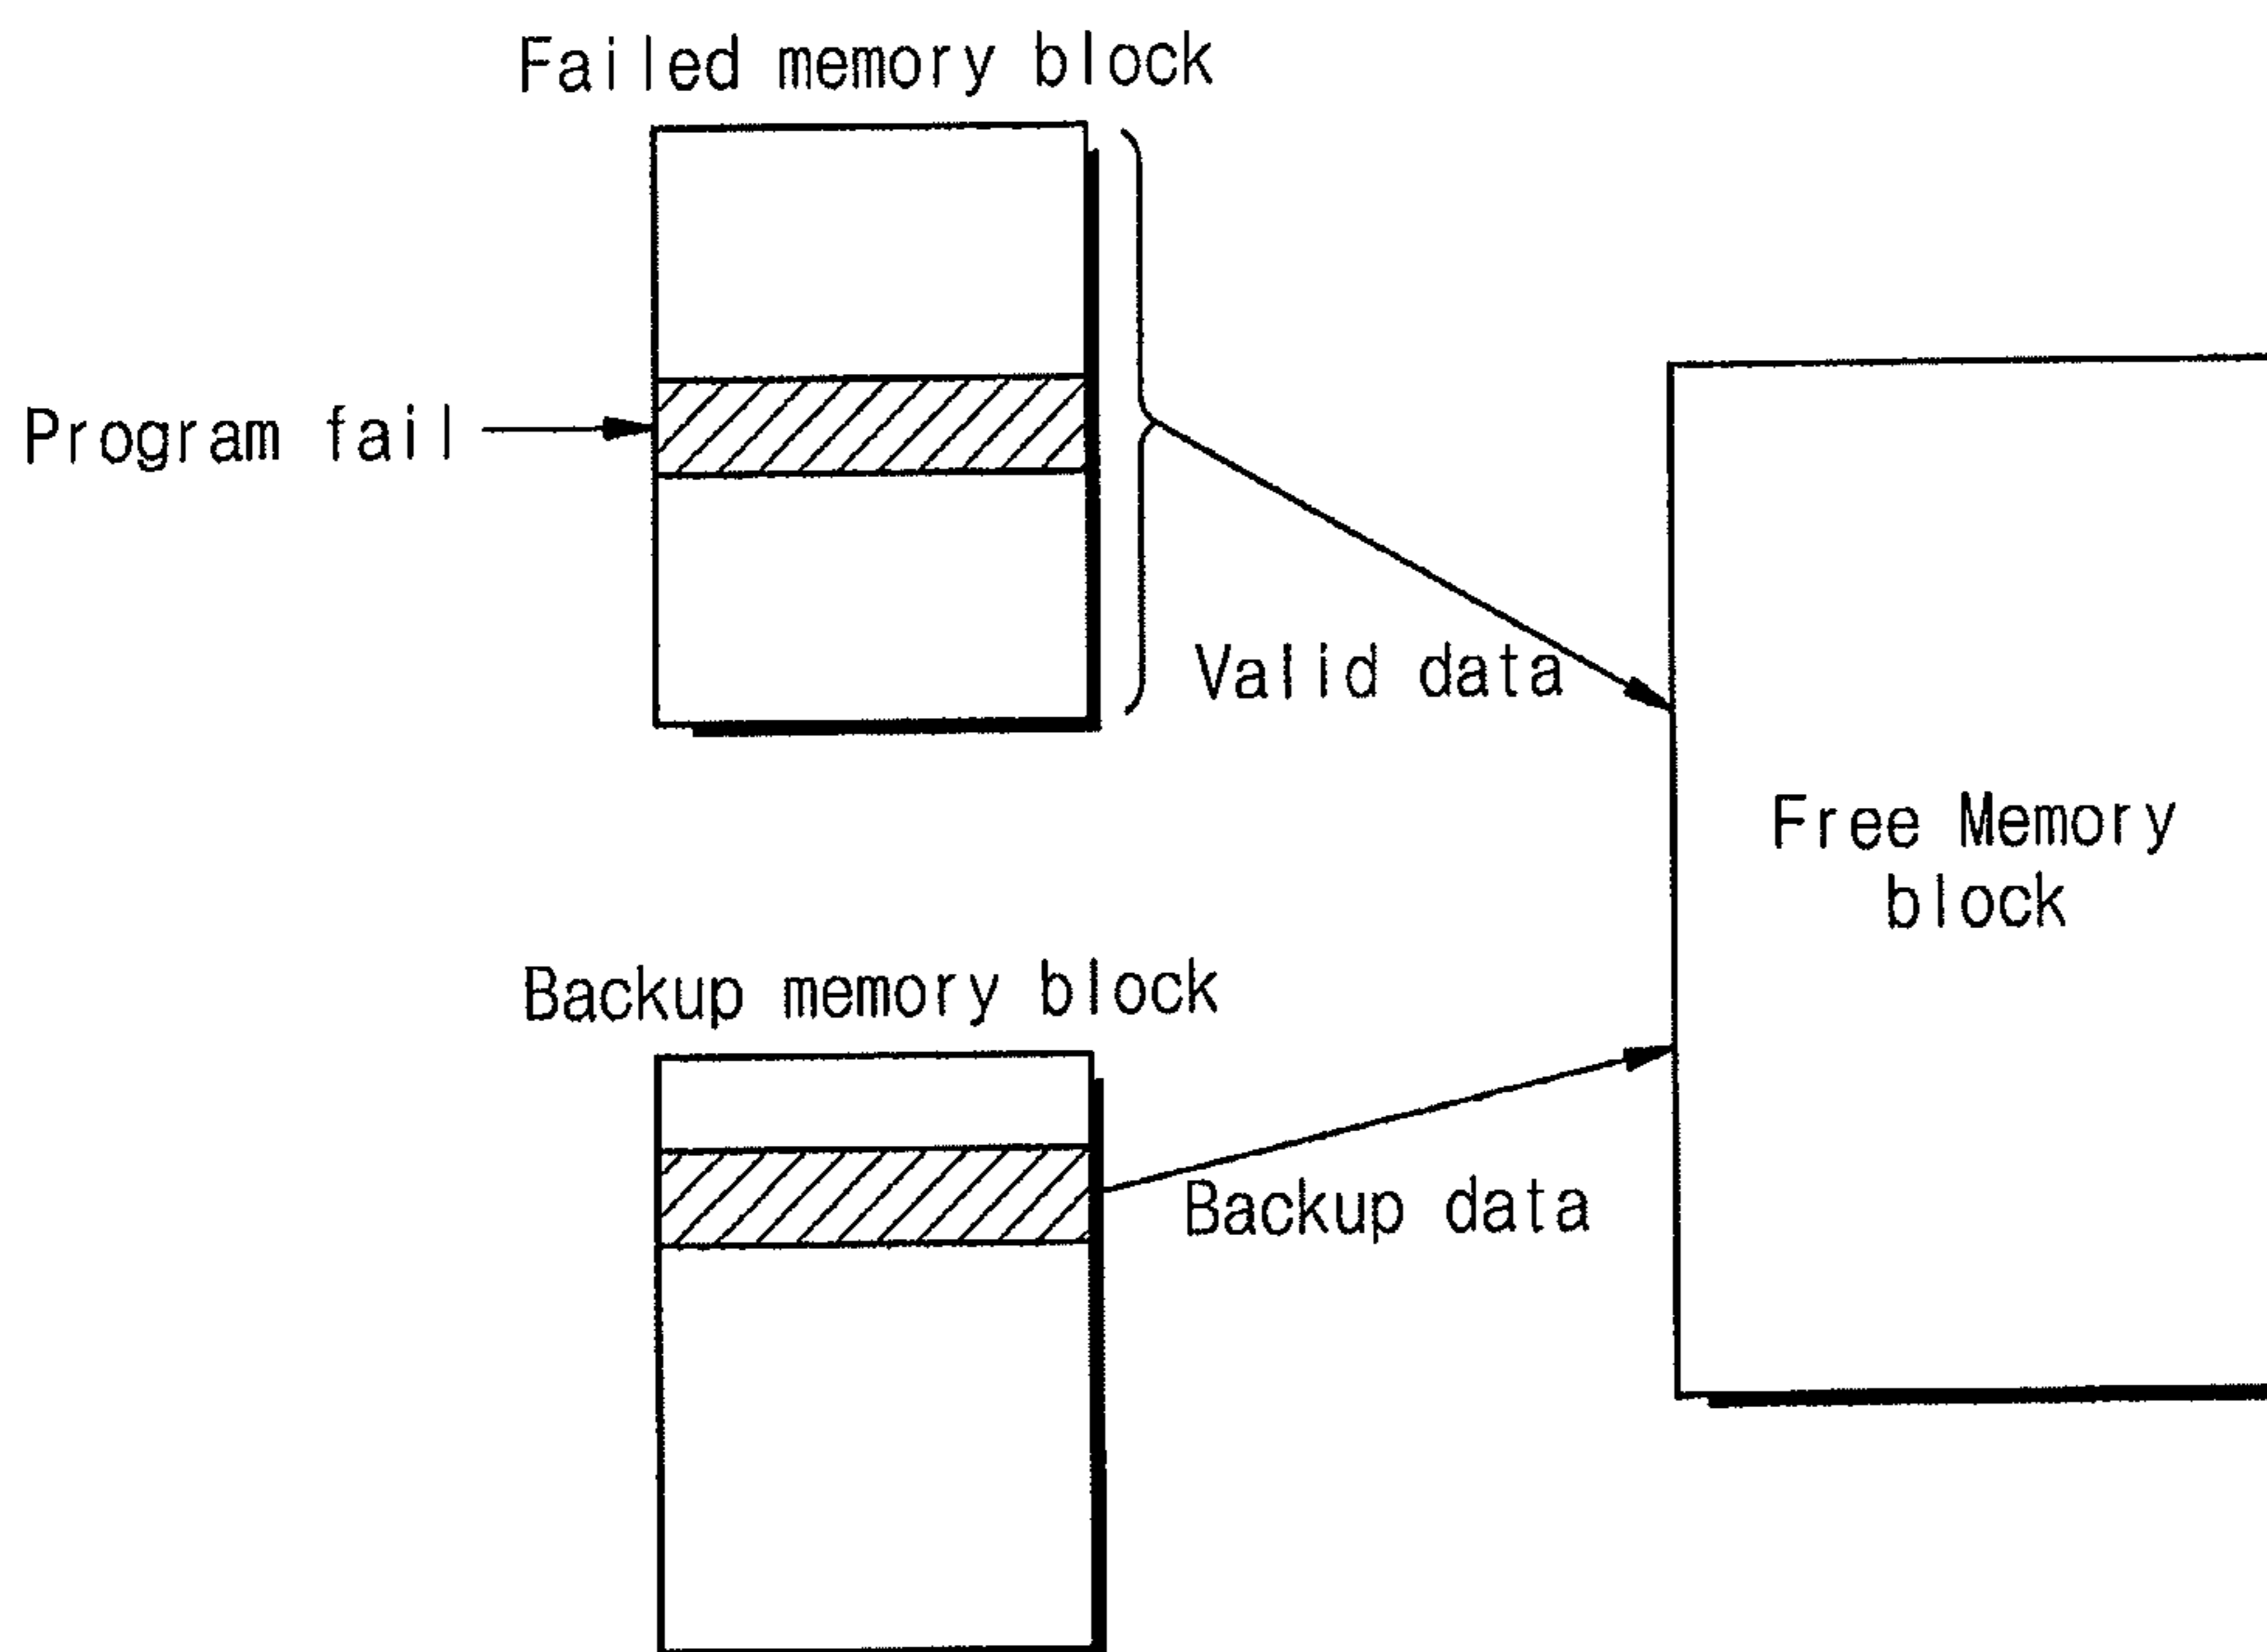 Failed memory block
Program fail
Valid data
Free Memory
block
Backup memory block
Backup data